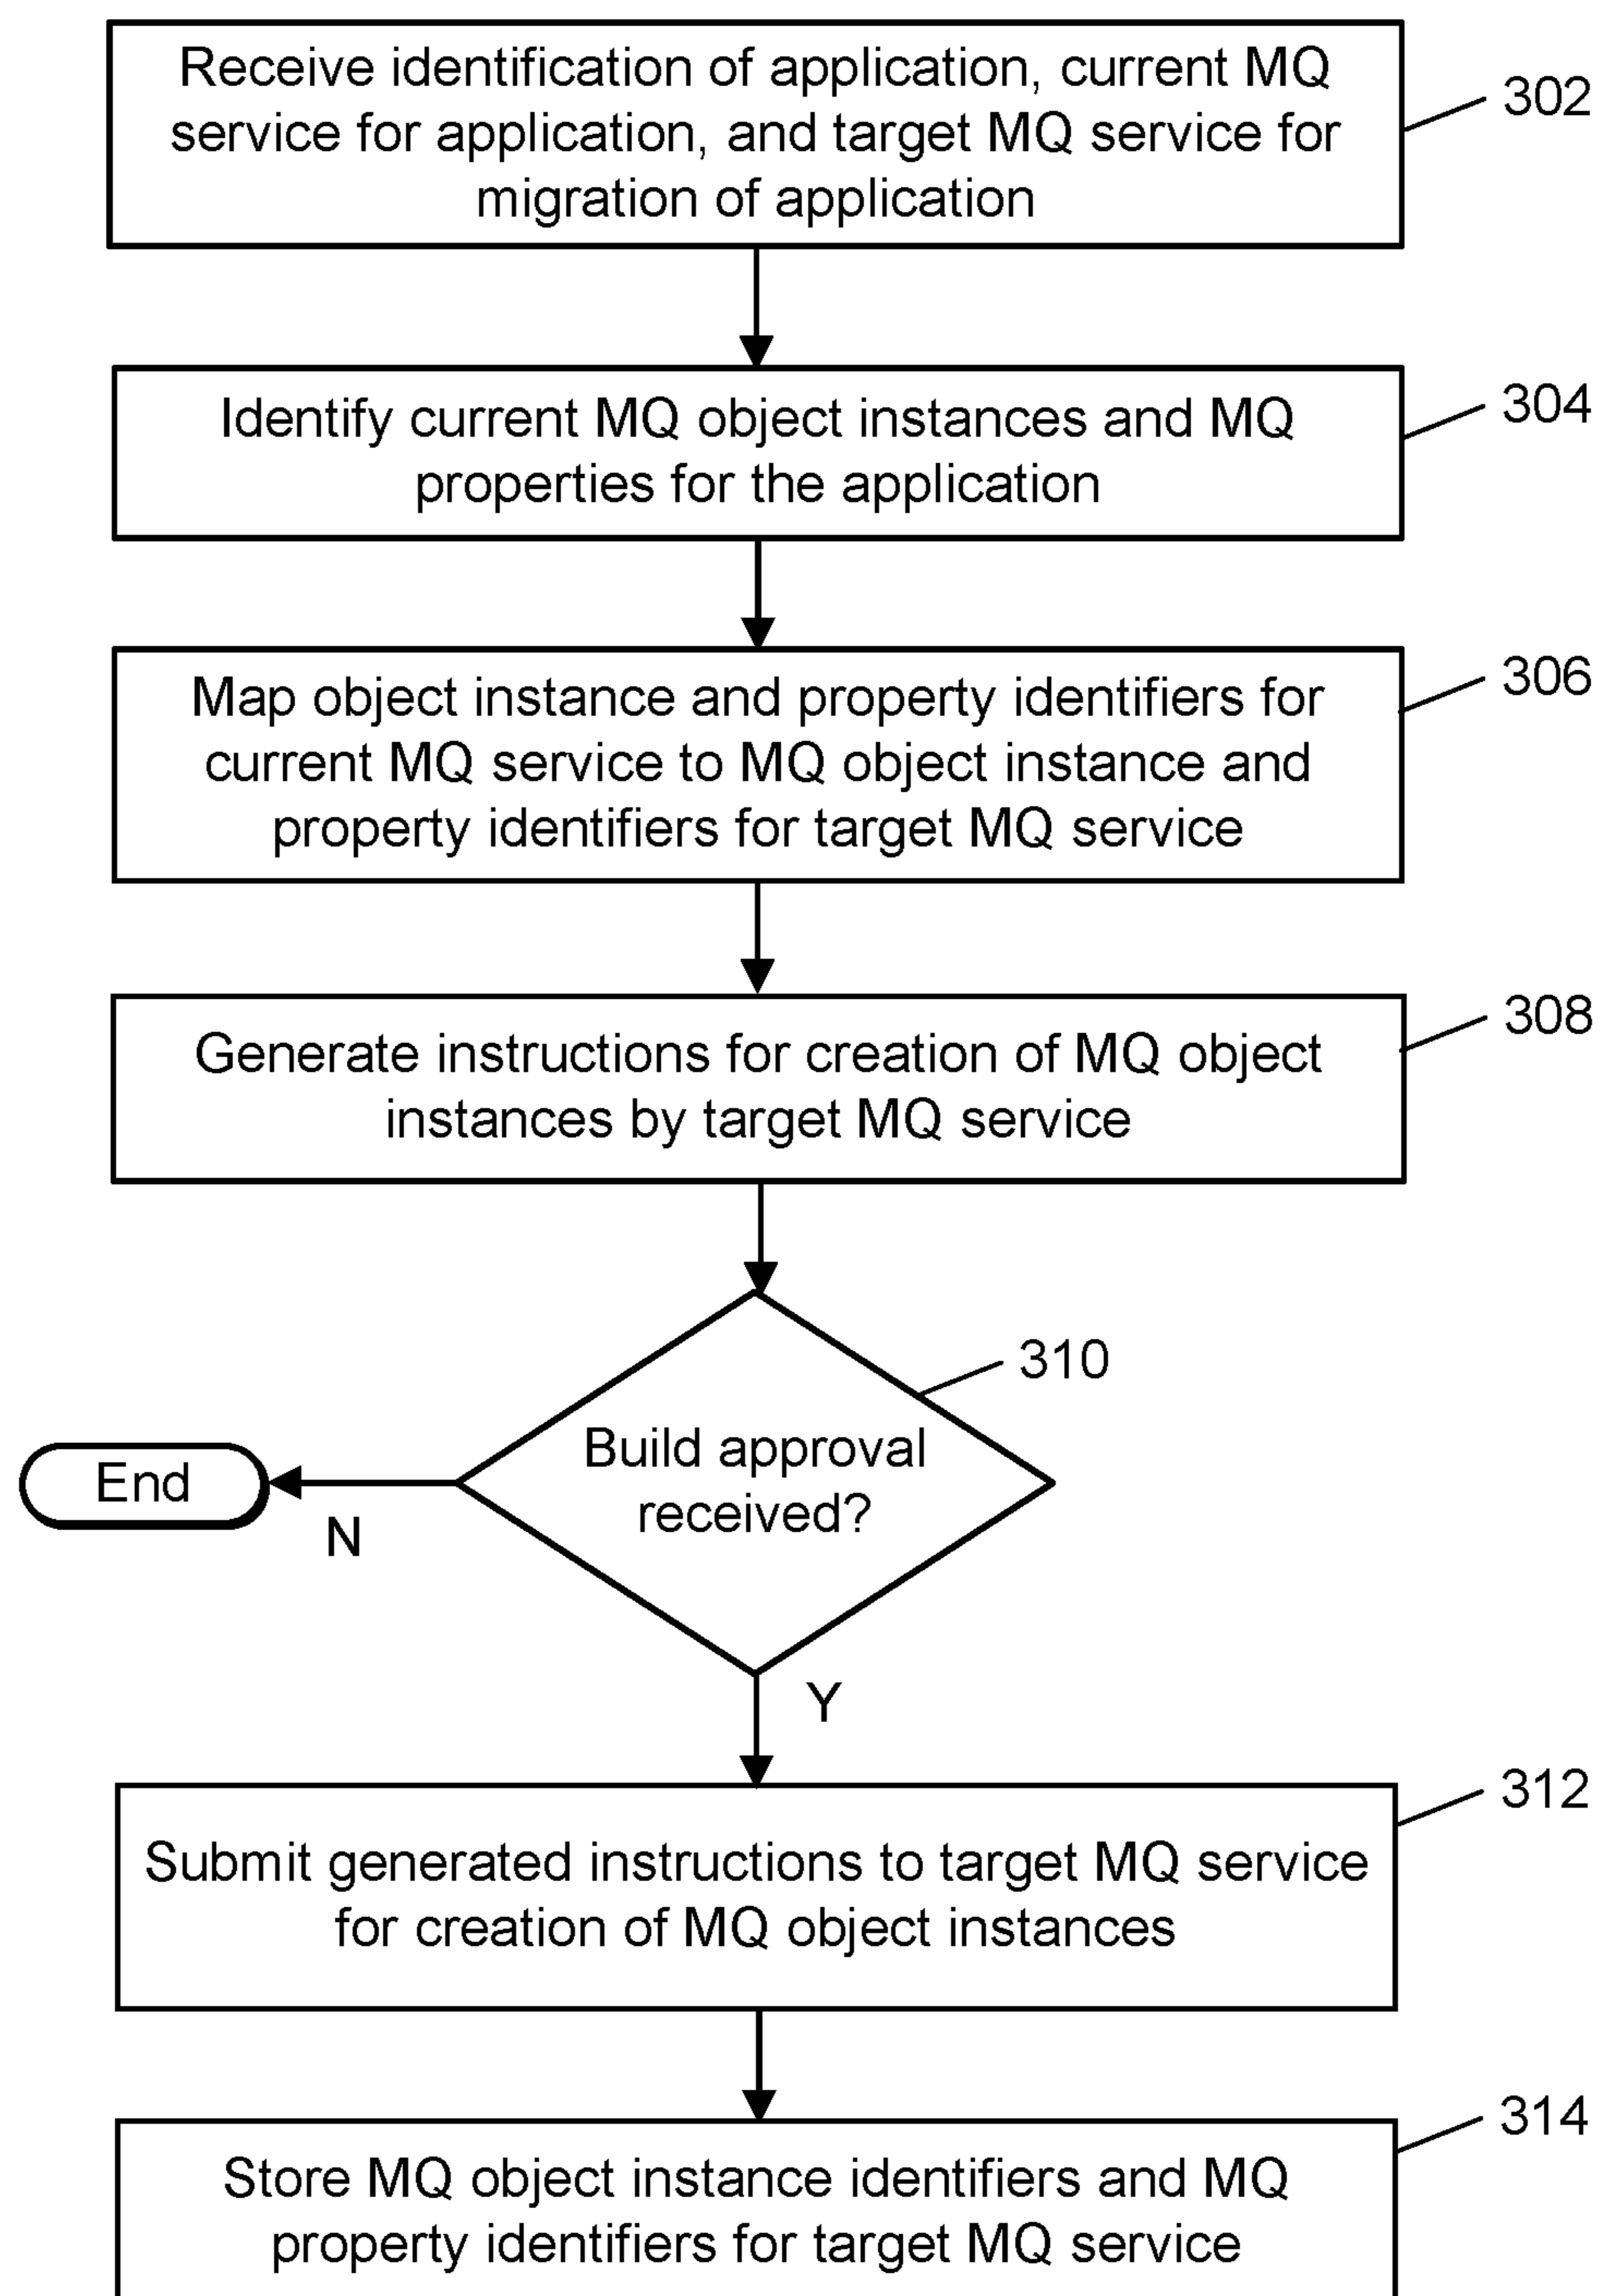 Receive identification of application, current MQ
service for application, and target MQ service for
migration of application
302
Identify current MQ object instances and MQ
properties for the application
304
Map object instance and property identifiers for
current MQ service to MQ object instance and
property identifiers for target MQ service
306
Generate instructions for creation of MQ object
instances by target MQ service
308
Build approval
received?
310
End
N
Y
Submit generated instructions to target MQ service
for creation of MQ object instances
312
Store MQ object instance identifiers and MQ
property identifiers for target MQ service
314